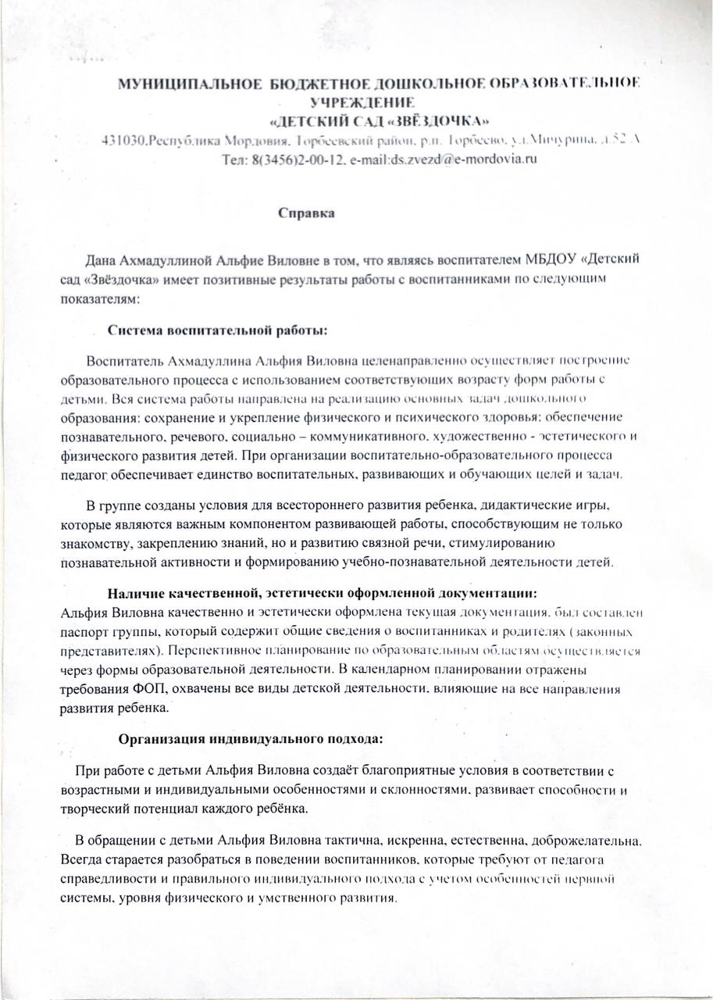 МУНИЦИПАЛЬНОЕ БЮДЖЕТНОЕ ДОШКОЛЬНОЕ ОБРАЗОВАТЕЛЬНОЕ
УЧРЕЖДЕНИЕ
«ДЕТСКИЙ САД «ЗВЁЗДОЧКА»
431030,Республика Мордовия, Торбеевский район, р.п. Торбеево, ул.Мичурина, д.52 А
Тел: 8(3456)2-00-12, e-mail:ds.zvezd@e-mordovia.ru
Справка
Дана Ахмадуллиной Альфие Виловне в том, что являясь воспитателем МБДОУ «Детский
сад «Звёздочка» имеет позитивные результаты работы с воспитанниками по следующим
показателям:
Система воспитательной работы:
Воспитатель Ахмадуллина Альфия Виловна целенаправленно осуществляет построение
образовательного процесса с использованием соответствующих возрасту форм работы с
детьми. Вся система работы направлена на реализацию основных задач дошкольного
образования: сохранение и укрепление физического и психического здоровья; обеспечение
познавательного, речевого, социально – коммуникативного, художественно - эстетического и
физического развития детей. При организации воспитательно-образовательного процесса
педагог обеспечивает единство воспитательных, развивающих и обучающих целей и задач.
В группе созданы условия для всестороннего развития ребенка, дидактические игры,
которые являются важным компонентом развивающей работы, способствующим не только
знакомству, закреплению знаний, но и развитию связной речи, стимулированию
познавательной активности и формированию учебно-познавательной деятельности детей.
Наличие качественной, эстетически оформленной документации:
Альфия Виловна качественно и эстетически оформлена текущая документация, был составлен
паспорт группы, который содержит общие сведения о воспитанниках и родителях (законных
представителях). Перспективное планирование по образовательным областям осуществляется
через формы образовательной деятельности. В календарном планировании отражены
требования ФОП, охвачены все виды детской деятельности, влияющие на все направления
развития ребенка.
Организация индивидуального подхода:
При работе с детьми Альфия Виловна создаёт благоприятные условия в соответствии с
возрастными и индивидуальными особенностями и склонностями, развивает способности и
творческий потенциал каждого ребёнка.
В обращении с детьми Альфия Виловна тактична, искренна, естественна, доброжелательна.
Всегда старается разобраться в поведении воспитанников, которые требуют от педагога
справедливости и правильного индивидуального подхода с учетом особенностей нервной
системы, уровня физического и умственного развития.